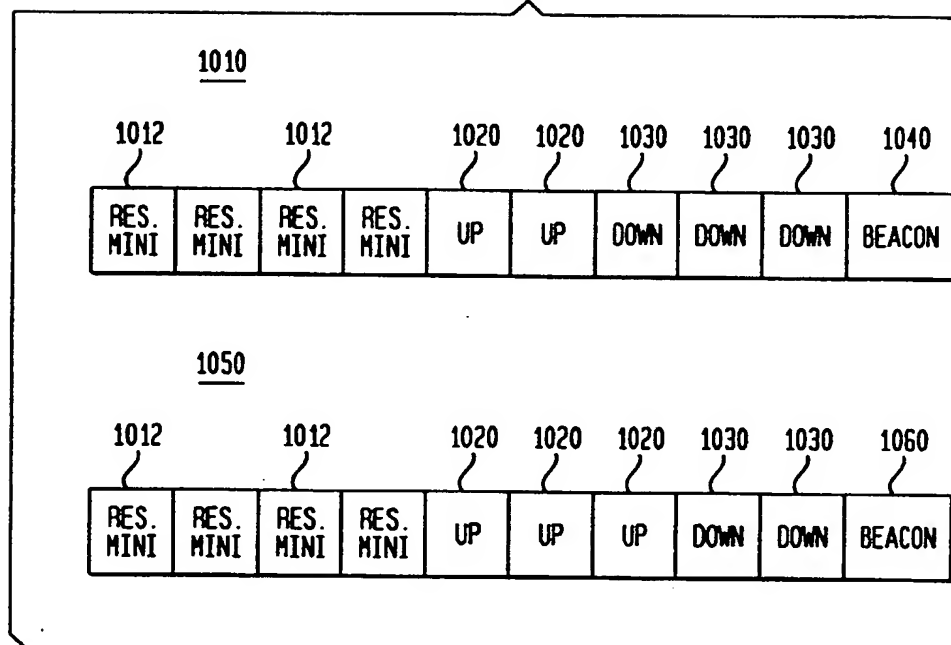 1010
1012 1012 1020 1020 1030 1030 1030 1040
RES. RES. RES. RES. UP UP DOWN DOWN DOWN BEACON
MINI MINI MINI MINI
1050
1012 1012 1020 1020 1020 1030 1030 1060
RES. RES. RES. RES. UP UP UP DOWN DOWN BEACON
MINI MINI MINI MINI